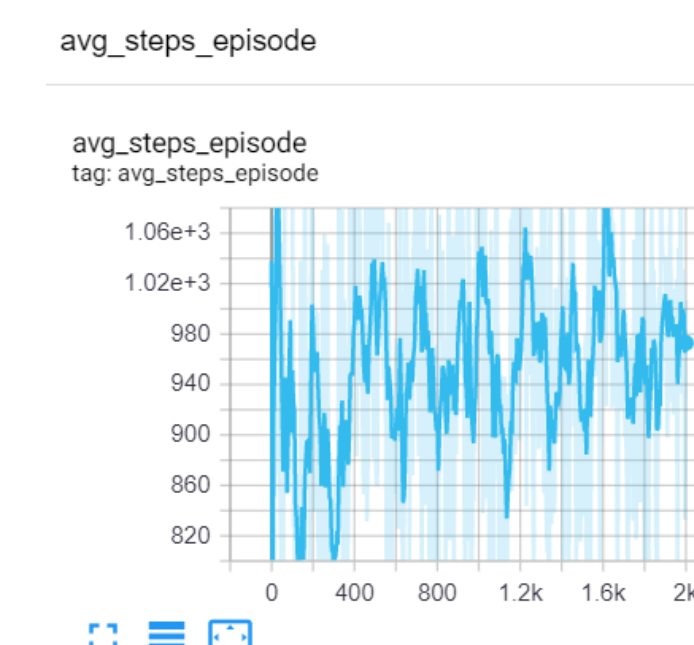 avg_steps_episode
avg_steps_episode
tag: avg_steps_episode
1.06e+3
1.02e+3
980
940
900
860
820
0 400 800 1.2k 1.6k 2k